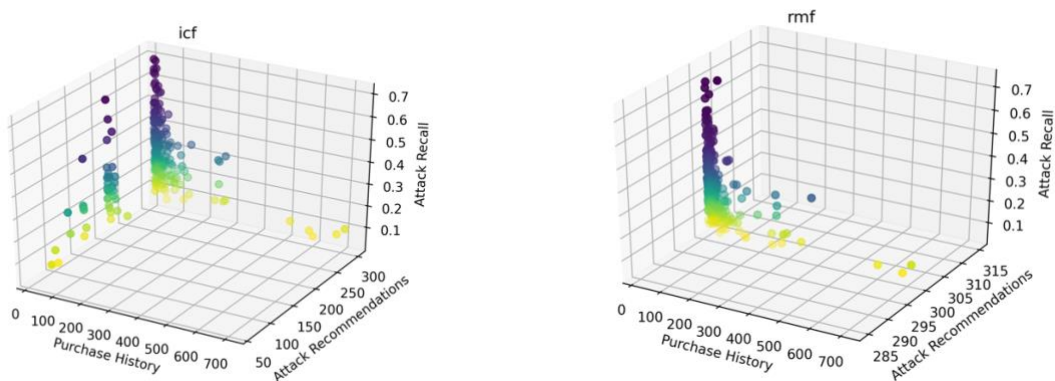 icf
0.7
0.6
0.5
0.4
0.3
0.2
0.1
Attack Recall
0 100 200 300 400 500 600 700
Purchase History
50 100 150 200 250 300
Attack Recommendations
rmf
0.7
0.6
0.5
0.4
0.3
0.2
0.1
Attack Recall
0 100 200 300 400 500 600 700
Purchase History
285 290 295 300 305 310 315
Attack Recommendations